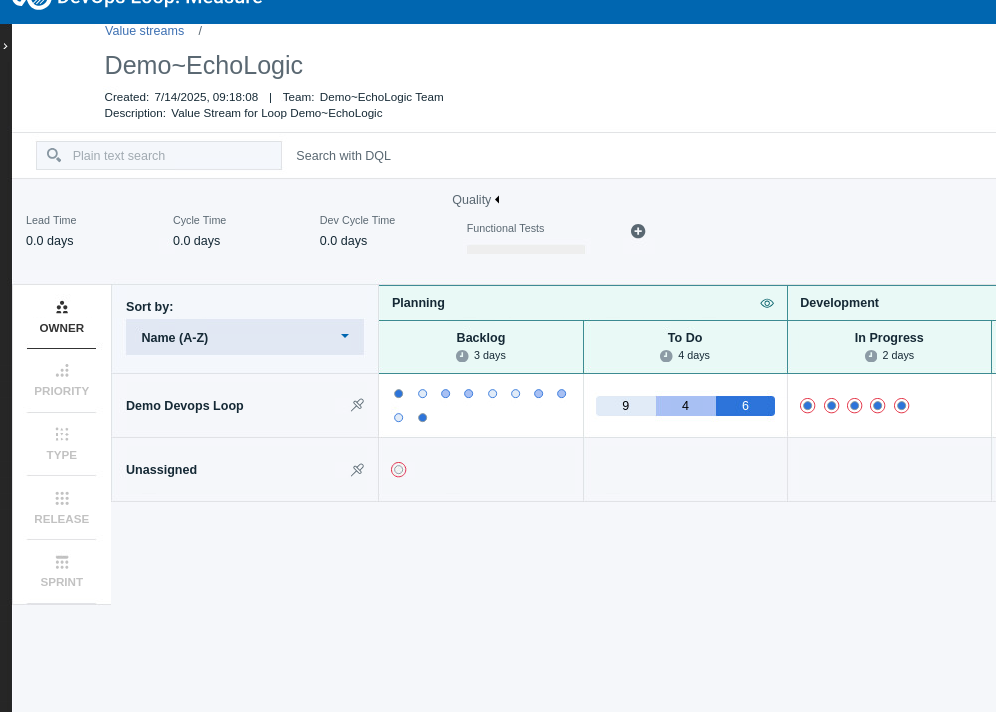 DevOps Loop: Measure
Value streams /
Demo~EchoLogic
Created: 7/14/2025, 09:18:08 | Team: Demo~EchoLogic Team
Description: Value Stream for Loop Demo~EchoLogic
Plain text search
Search with DQL
Quality
Lead Time
0.0 days
Cycle Time
0.0 days
Dev Cycle Time
0.0 days
Functional Tests
OWNER
PRIORITY
TYPE
RELEASE
SPRINT
Sort by:
Name (A-Z)
Planning
Development
Backlog
3 days
To Do
4 days
In Progress
2 days
Demo Devops Loop
9 4 6
Unassigned